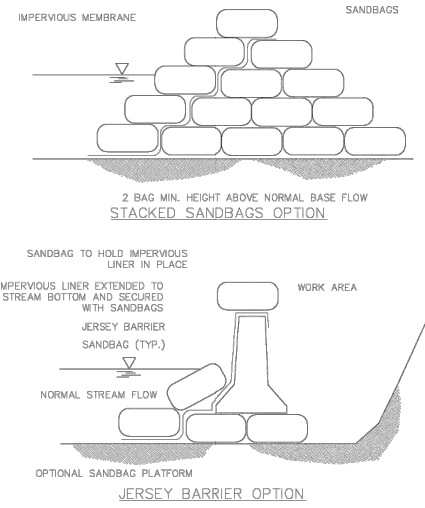 IMPERVIOUS MEMBRANE
SANDBAGS
2 BAG MIN. HEIGHT ABOVE NORMAL BASE FLOW
STACKED SANDBAGS OPTION
SANDBAG TO HOLD IMPERVIOUS
LINER IN PLACE
MPERVIOUS LINER EXTENDED TO
STREAM BOTTOM AND SECURED
WITH SANDBAGS
WORK AREA
JERSEY BARRIER
SANDBAG (TYP.)
NORMAL STREAM FLOW
OPTIONAL SANDBAG PLATFORM
JERSEY BARRIER OPTION